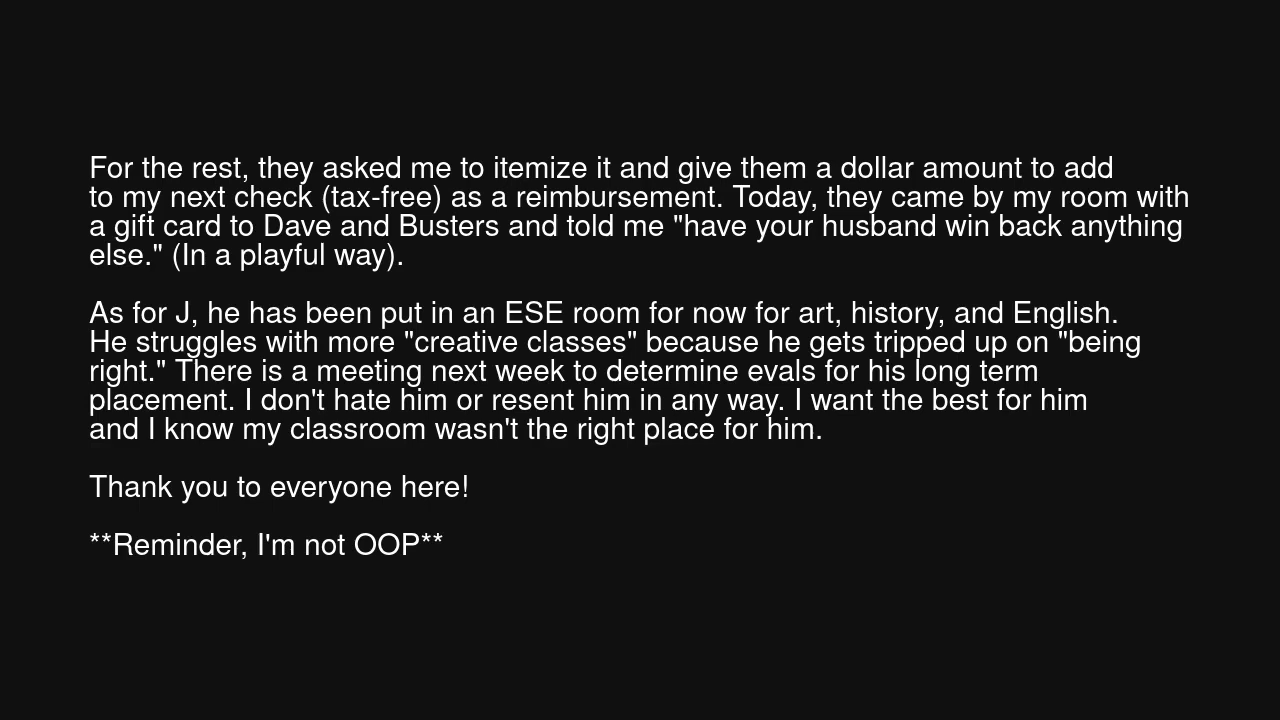 For the rest, they asked me to itemize it and give them a dollar amount to add
to my next check (tax-free) as a reimbursement. Today, they came by my room with
a gift card to Dave and Busters and told me "have your husband win back anything
else." (In a playful way).
As for J, he has been put in an ESE room for now for art, history, and English.
He struggles with more "creative classes" because he gets tripped up on "being
right." There is a meeting next week to determine evals for his long term
placement. I don't hate him or resent him in any way. I want the best for him
and I know my classroom wasn't the right place for him.
Thank you to everyone here!
**Reminder, I'm not OOP**